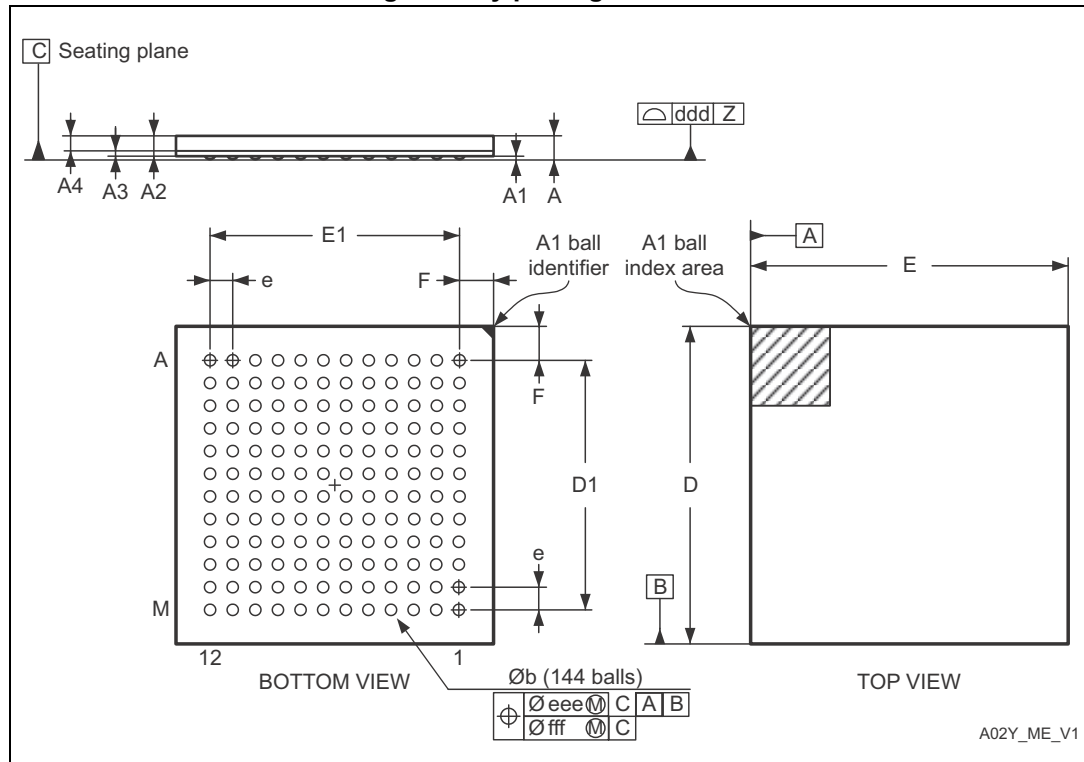 C Seating plane
ddd Z
A4 A3 A2 A1 A
E1
e
F
A1 ball
identifier
A1 ball
index area
A
E
A
F
D1
D
e
B
M
12 1
BOTTOM VIEW
Øb (144 balls)
TOP VIEW
Ø eee Ⓜ C A B
Ø fff Ⓜ C
A02Y_ME_V1